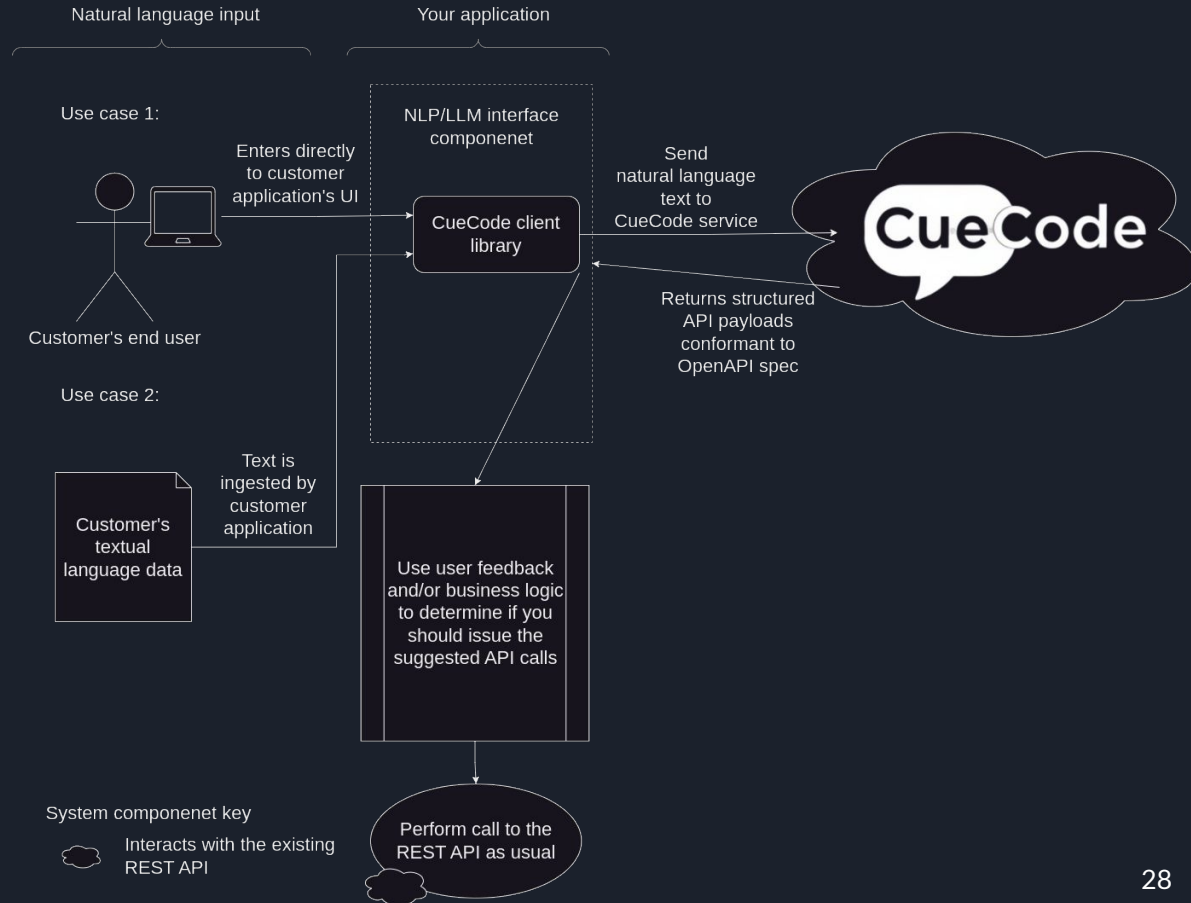 Natural language input
Your application
Use case 1:
NLP/LLM interface
componenet
Enters directly
to customer
application's UI
Send
natural language
text to
CueCode service
CueCode client
library
CueCode
Returns structured
API payloads
conformant to
OpenAPI spec
Customer's end user
Use case 2:
Text is
ingested by
customer
application
Customer's
textual
language data
Use user feedback
and/or business logic
to determine if you
should issue the
suggested API calls
System componenet key
Interacts with the existing
REST API
Perform call to the
REST API as usual
28